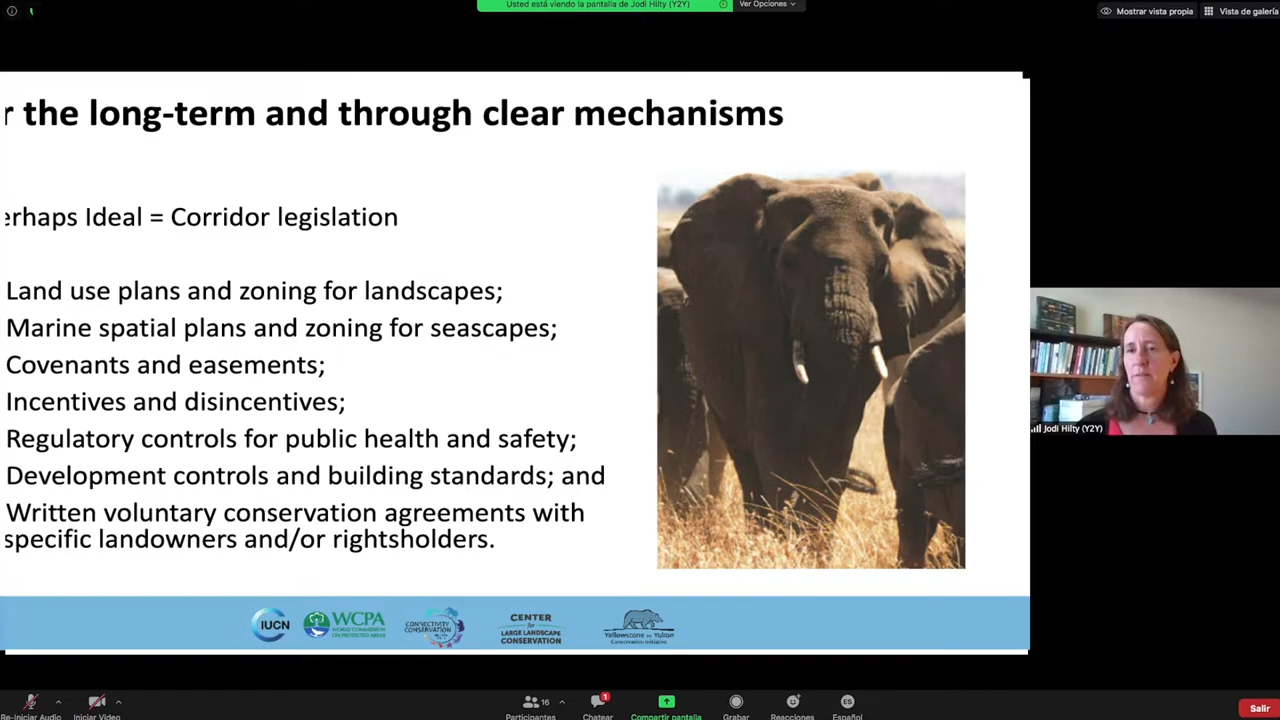 Usted está viendo la pantalla de Jodi Hilty (Y2Y)
Ver Opciones
Mostrar vista propia
Vista de galería
r the long-term and through clear mechanisms
erhaps Ideal = Corridor legislation
Land use plans and zoning for landscapes;
Marine spatial plans and zoning for seascapes;
Covenants and easements;
Incentives and disincentives;
Regulatory controls for public health and safety;
Development controls and building standards; and
Written voluntary conservation agreements with
specific landowners and/or rightsholders.
Jodi Hilty (Y2Y)
IUCN
WCPA
WORLD COMMISSION
ON PROTECTED AREAS
CONNECTIVITY
CONSERVATION
CENTER
for
LARGE LANDSCAPE
CONSERVATION
Yellowstone to Yukon
Conservation Initiative
Re-Iniciar Audio
Iniciar Video
16
Participantes
1
Chatear
Compartir pantalla
Grabar
Reacciones
ES
Español
Salir